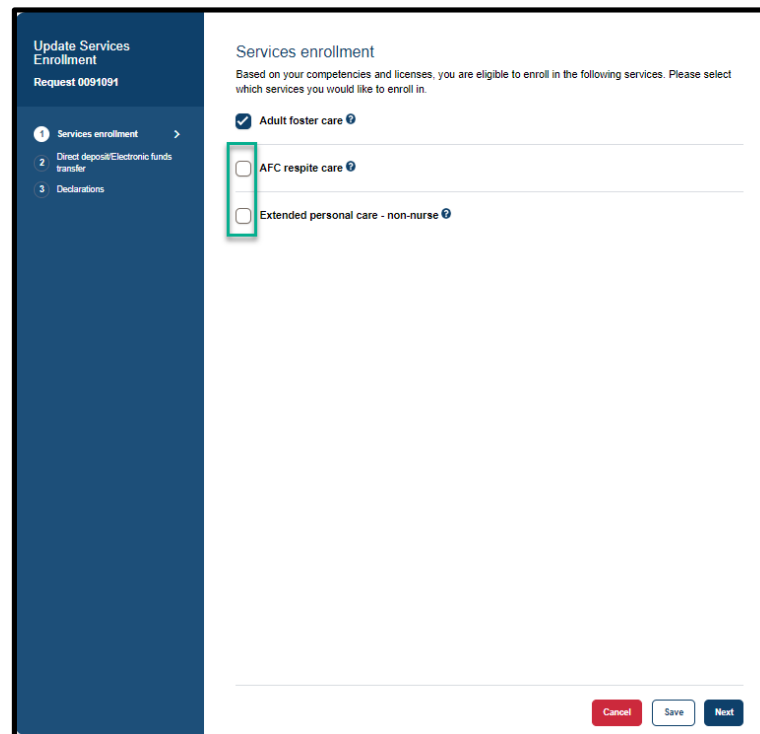 Update Services
Enrollment
Request 0091091
1 Services enrollment >
2 Direct deposit/Electronic funds
transfer
3 Declarations
Services enrollment
Based on your competencies and licenses, you are eligible to enroll in the following services. Please select
which services you would like to enroll in.
Adult foster care ?
AFC respite care ?
Extended personal care - non-nurse ?
Cancel Save Next